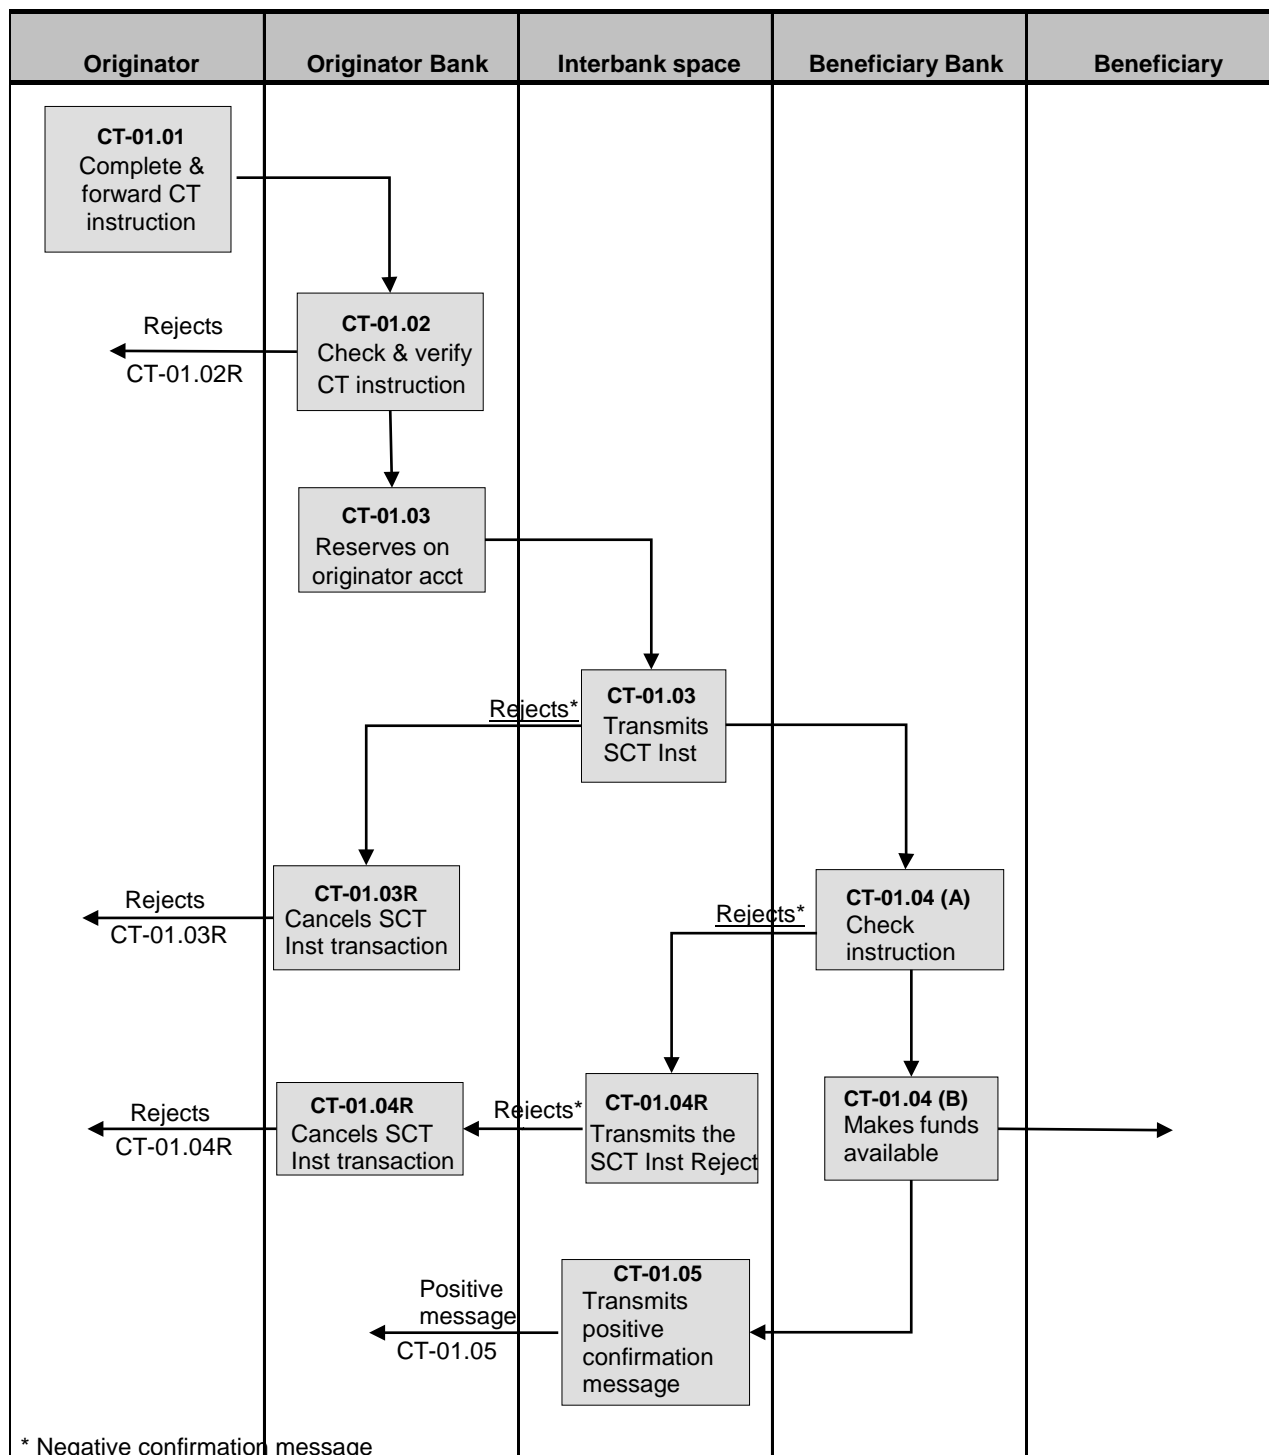 Originator
Originator Bank
Interbank space
Beneficiary Bank
Beneficiary
CT-01.01
Complete &
forward CT
instruction
Rejects
CT-01.02R
CT-01.02
Check & verify
CT instruction
CT-01.03
Reserves on
originator acct
Rejects*
CT-01.03
Transmits
SCT Inst
Rejects
CT-01.03R
CT-01.03R
Cancels SCT
Inst transaction
Rejects*
CT-01.04 (A)
Check
instruction
Rejects
CT-01.04R
CT-01.04R
Cancels SCT
Inst transaction
Rejects*
CT-01.04R
Transmits the
SCT Inst Reject
CT-01.04 (B)
Makes funds
available
Positive
message
CT-01.05
CT-01.05
Transmits
positive
confirmation
message
* Negative confirmation message